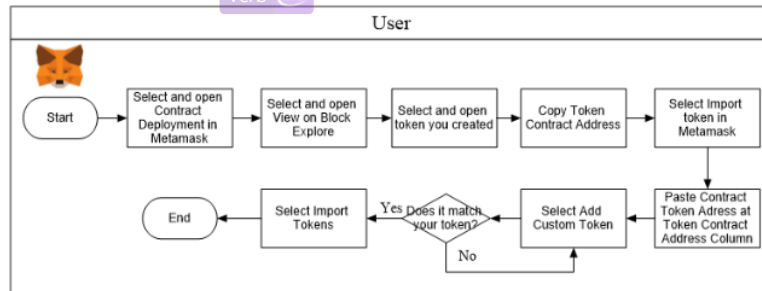 verb
User
Start
Select and open
Contract
Deployment in
Metamask
Select and open
View on Block
Explore
Select and open
token you created
Copy Token
Contract Address
Select Import
token in
Metamask
End
Select Import
Tokens
Yes
Does it match
your token?
No
Select Add
Custom Token
Paste Contract
Token Adress at
Token Contract
Address Column